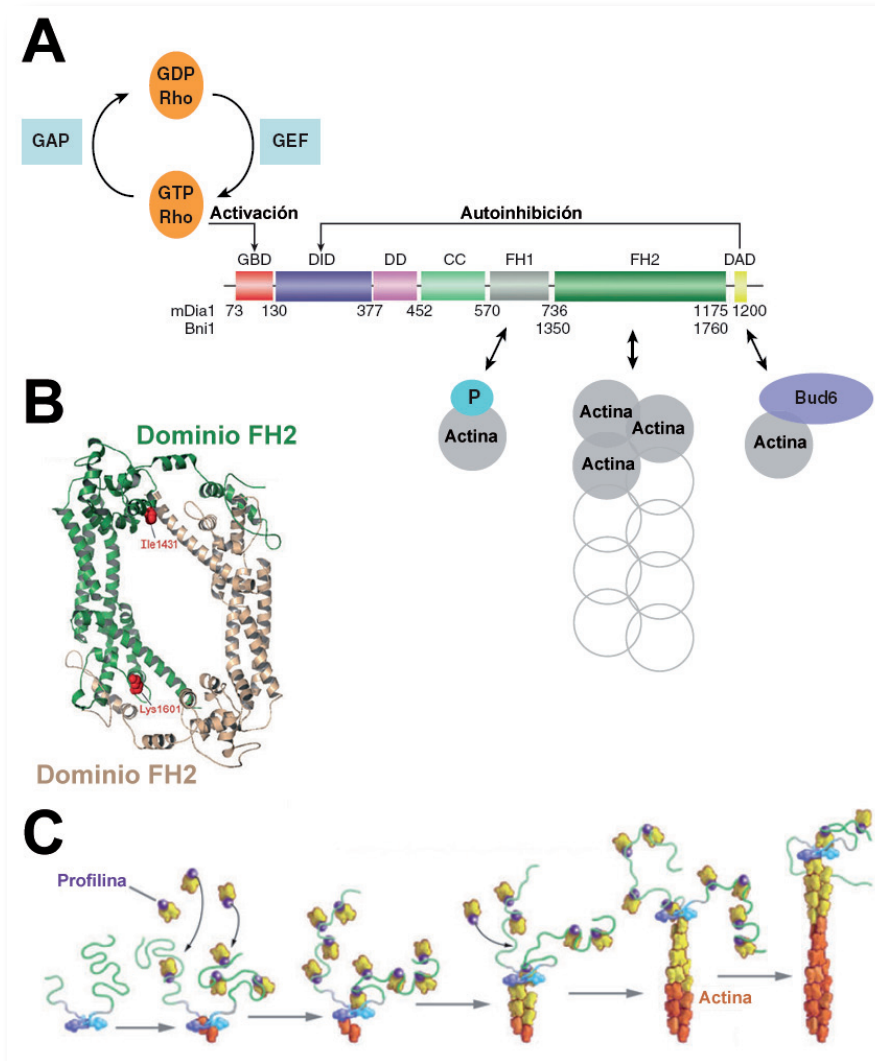 A
GDP
Rho
GAP
GEF
GTP
Rho
Activación
Autoinhibición
GBD DID DD CC FH1 FH2 DAD
mDia1 73 130 377 452 570 736 1175 1200
Bni1 1350 1760
P
Actina
Actina
Actina
Actina
Bud6
Actina
B
Dominio FH2
Ile1431
Lys1601
Dominio FH2
C
Profilina
Actina